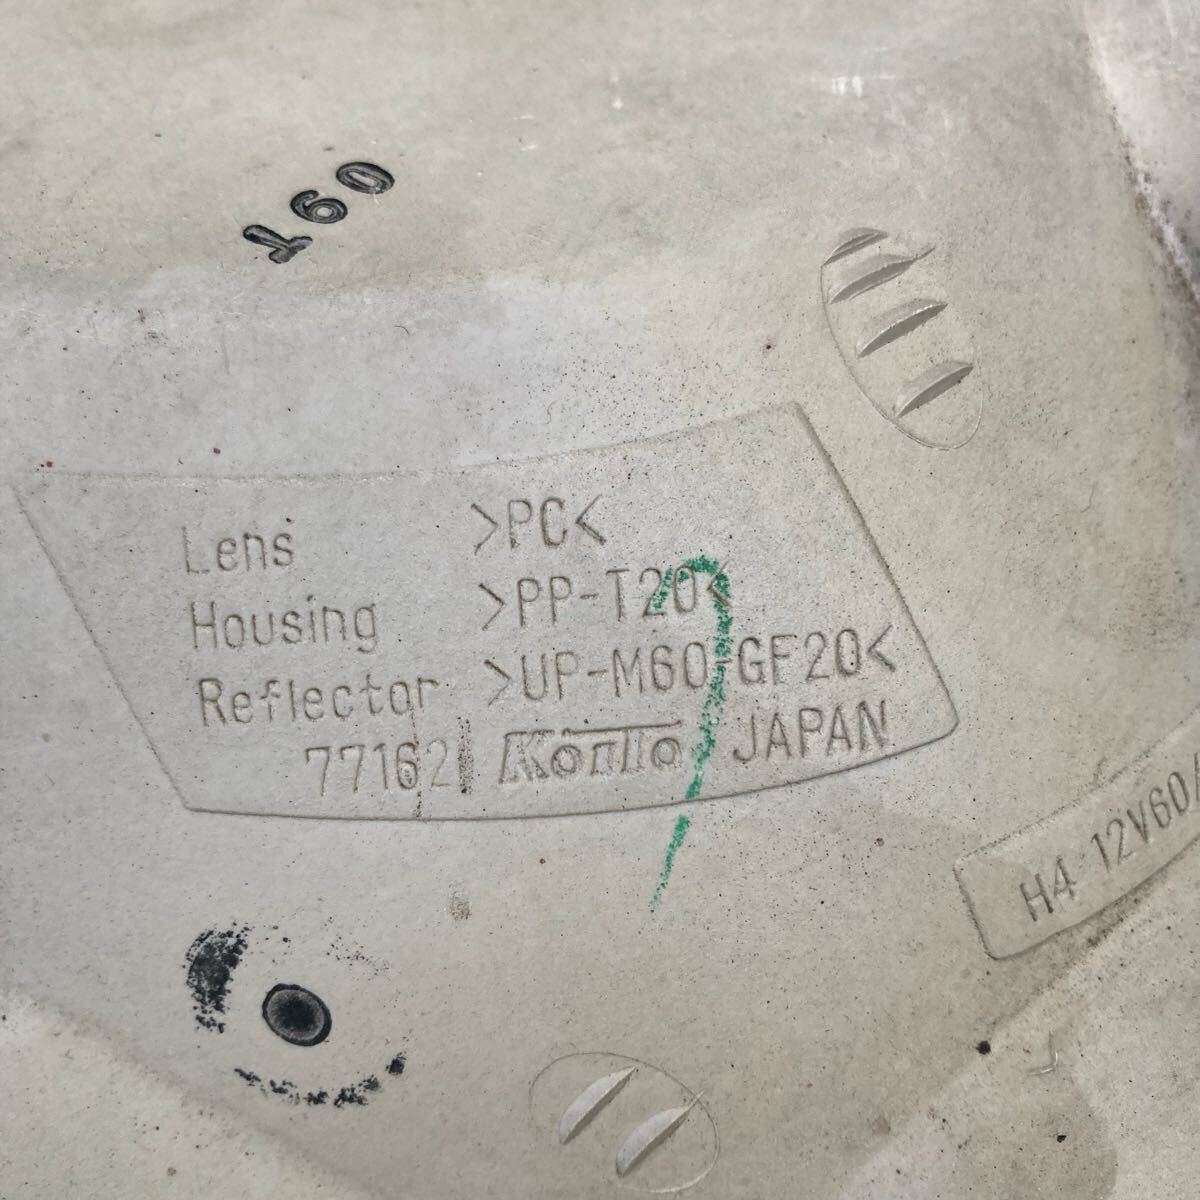 160
Lens >PC<
Housing >PP-T20<
Reflector >UP-M60-GF20<
77162 Koito JAPAN
H4 12V60/